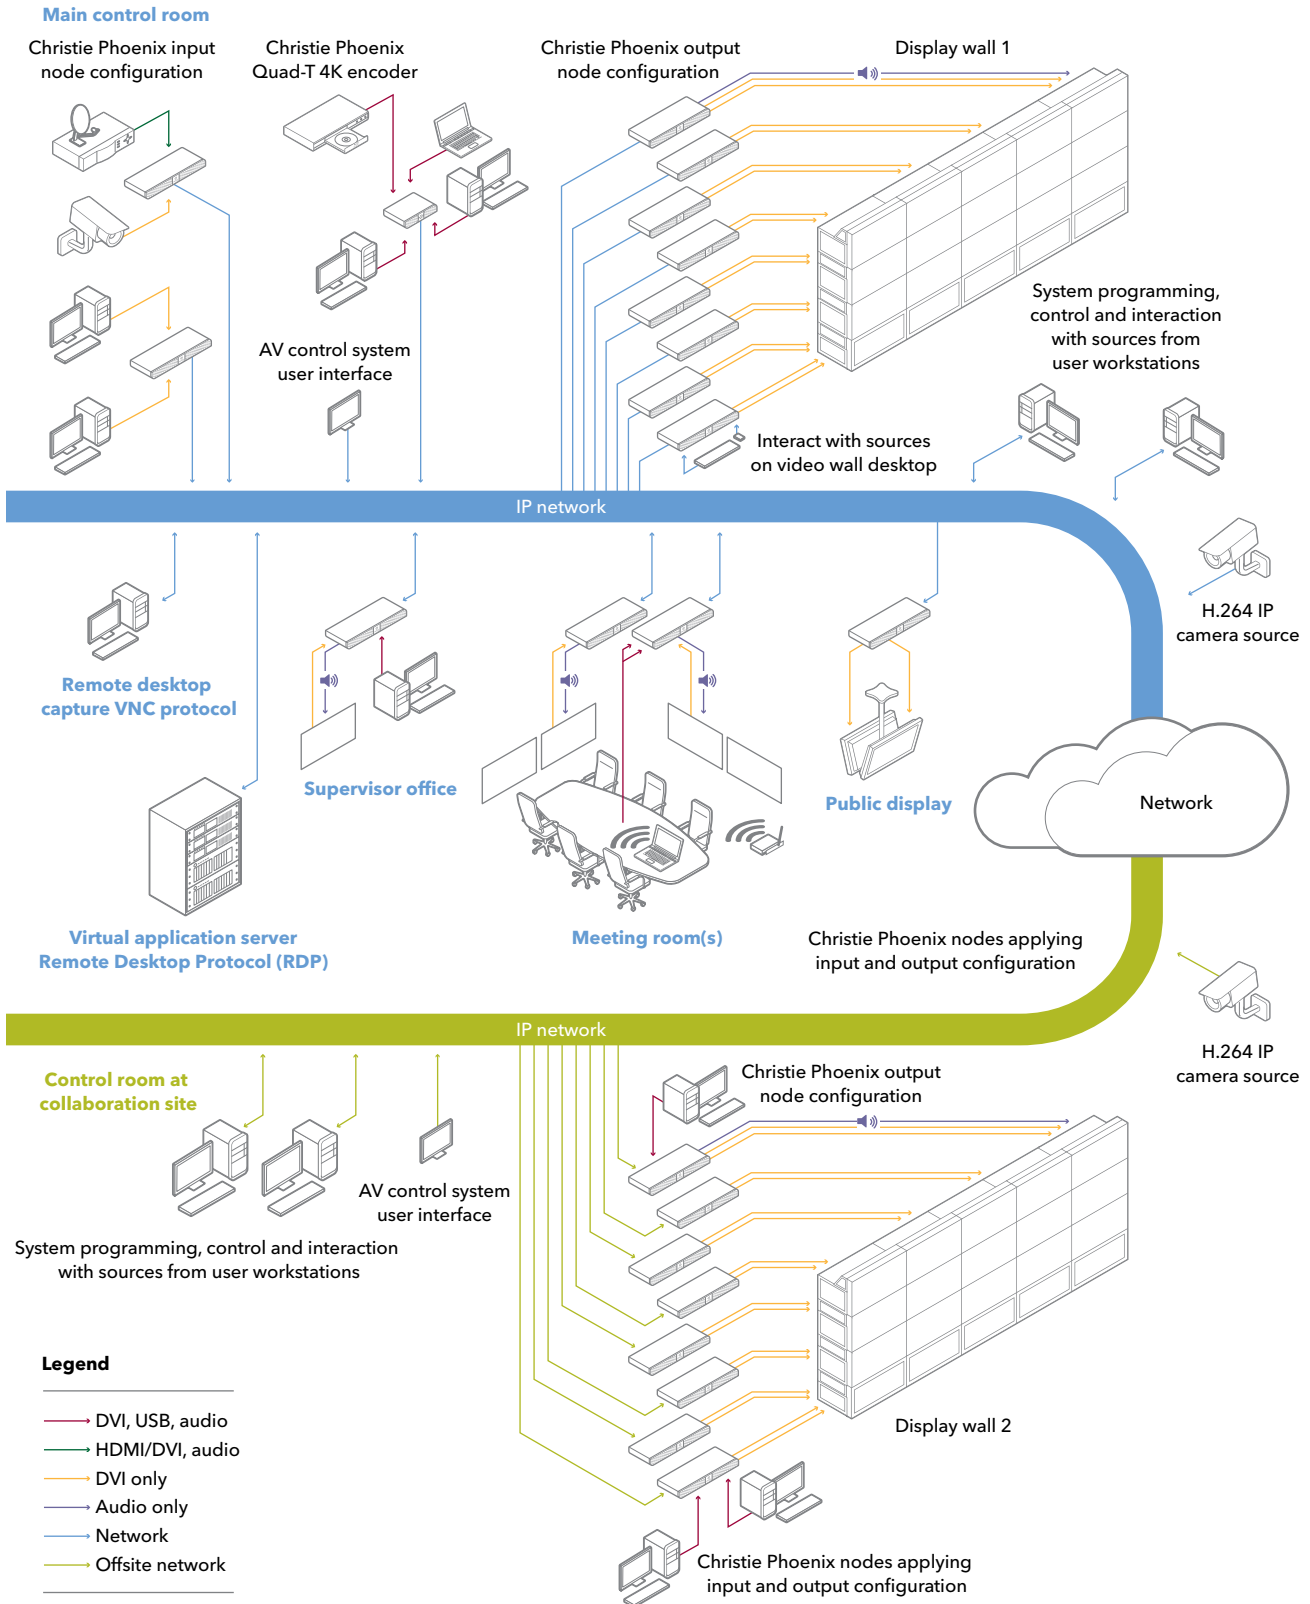 Main control room
Christie Phoenix input
node configuration
Christie Phoenix
Quad-T 4K encoder
Christie Phoenix output
node configuration
Display wall 1
AV control system
user interface
System programming,
control and interaction
with sources from
user workstations
Interact with sources
on video wall desktop
IP network
H.264 IP
camera source
Remote desktop
capture VNC protocol
Supervisor office
Public display
Network
Virtual application server
Remote Desktop Protocol (RDP)
Meeting room(s)
Christie Phoenix nodes applying
input and output configuration
IP network
H.264 IP
camera source
Control room at
collaboration site
Christie Phoenix output
node configuration
AV control system
user interface
System programming, control and interaction
with sources from user workstations
Display wall 2
Legend
DVI, USB, audio
HDMI/DVI, audio
DVI only
Audio only
Network
Offsite network
Christie Phoenix nodes applying
input and output configuration